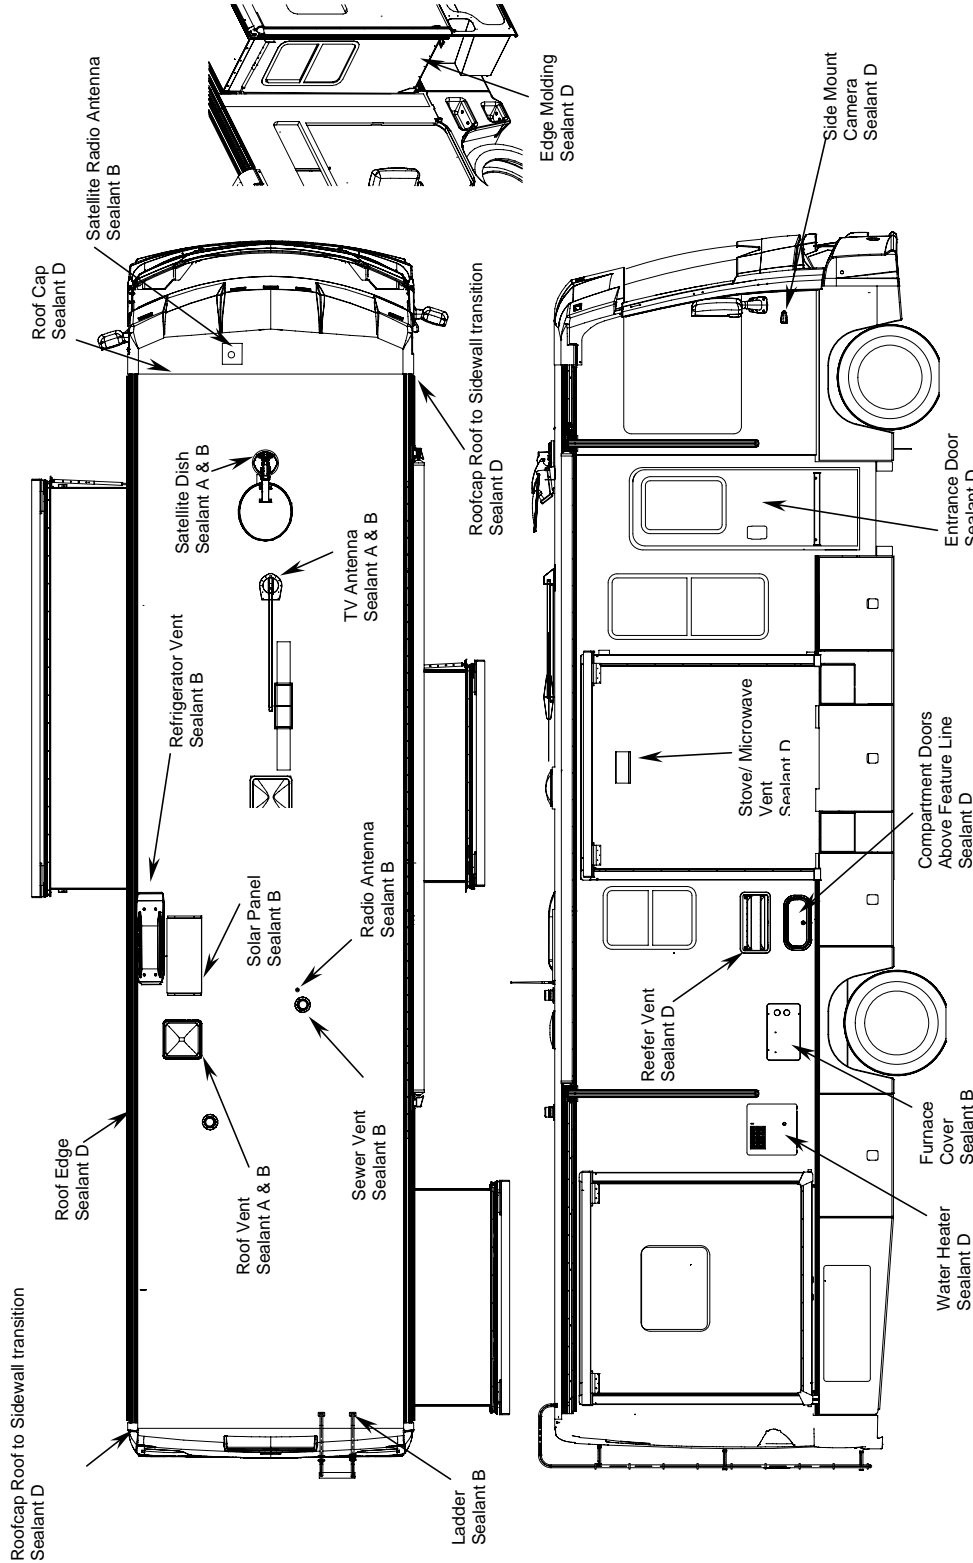 Roofcap Roof to Sidewall transition
Sealant D
Roof Edge
Sealant D
Roof Vent
Sealant A & B
Ladder
Sealant B
Sewer Vent
Sealant B
Solar Panel
Sealant B
Radio Antenna
Sealant B
Refrigerator Vent
Sealant B
TV Antenna
Sealant A & B
Satellite Dish
Sealant A & B
Roof Cap
Sealant D
Satellite Radio Antenna
Sealant B
Roofcap Roof to Sidewall transition
Sealant D
Edge Molding
Sealant D
Water Heater
Sealant D
Furnace
Cover
Sealant B
Reefer Vent
Sealant D
Compartment Doors
Above Feature Line
Sealant D
Stove/ Microwave
Vent
Sealant D
Entrance Door
Sealant D
Side Mount
Camera
Sealant D